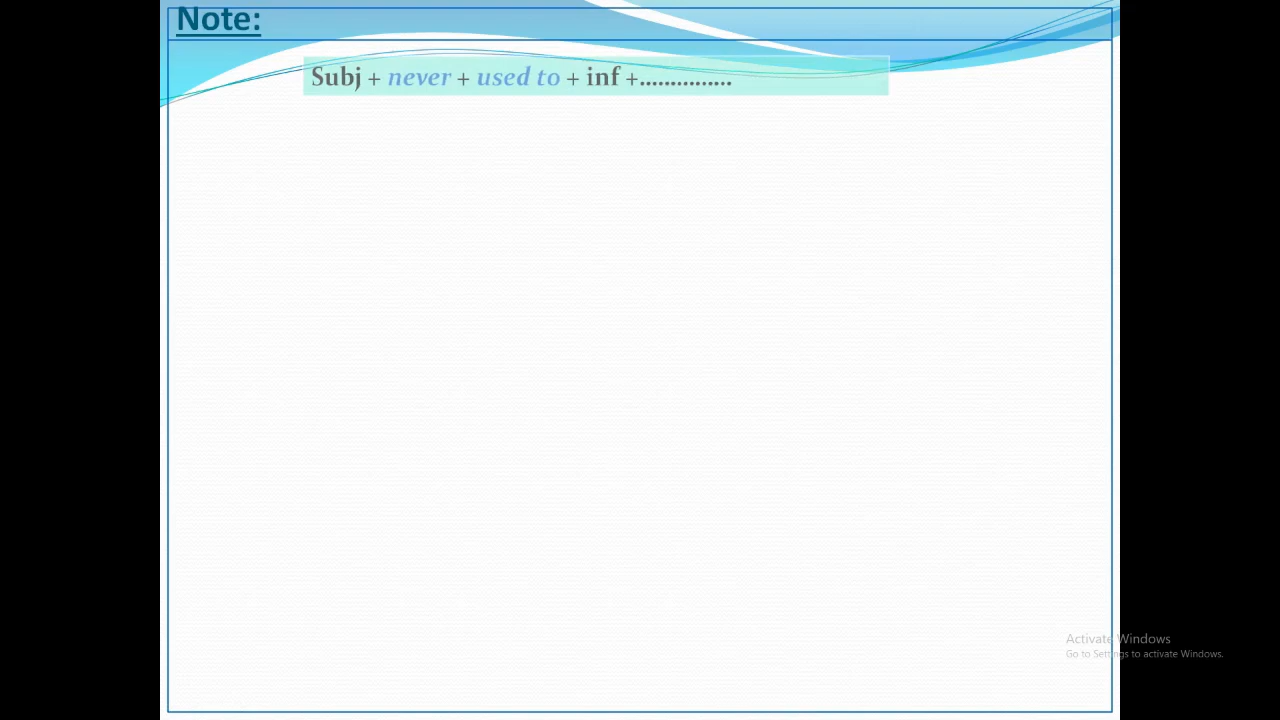 Note:
Subj + never + used to + inf +...............
Activate Windows
Go to Settings to activate Windows.